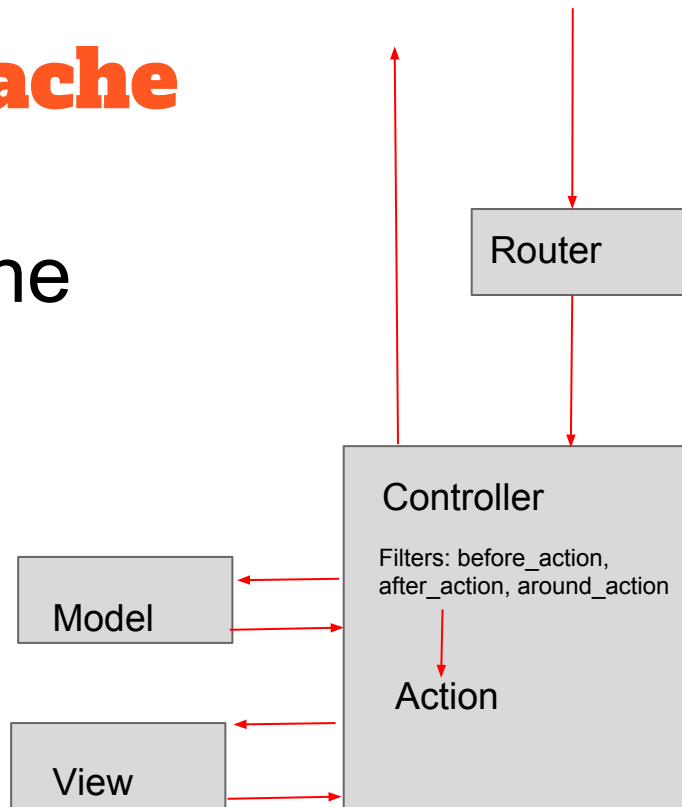 ache
ne
Router
Controller
Filters: before_action,
after_action, around_action
Model
Action
View